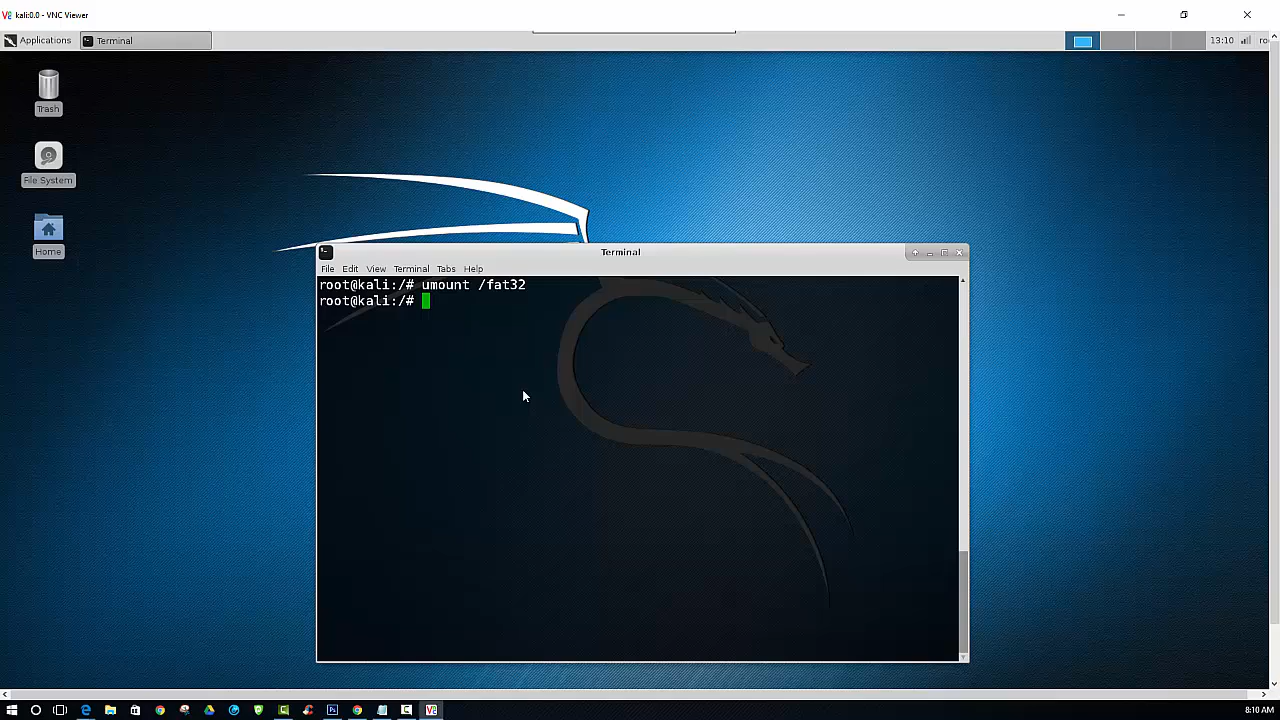 kali:0.0 - VNC Viewer
Applications
Terminal
13:10
ro
Trash
File System
Home
Terminal
File Edit View Terminal Tabs Help
root@kali:/# umount /fat32
root@kali:/#
8:10 AM